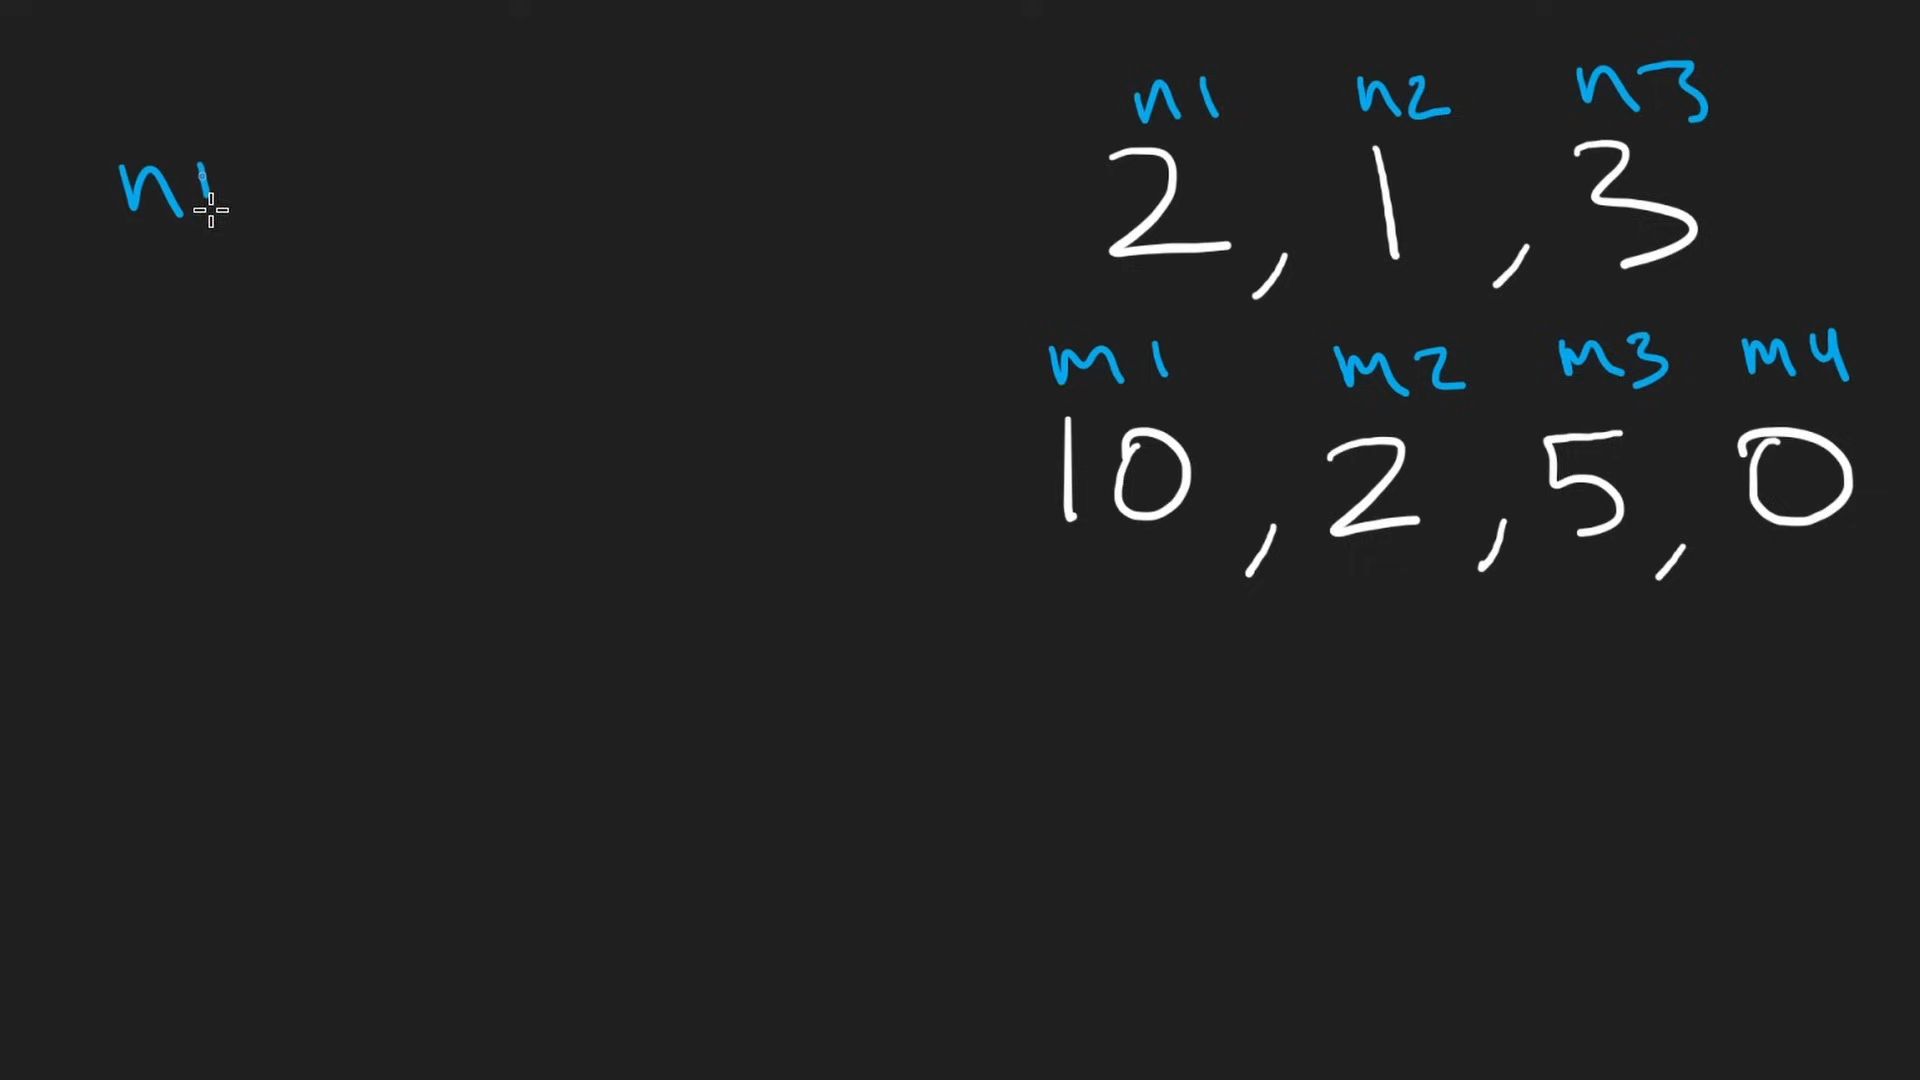 n1 n2 n3
n1
2, 1, 3
m1 m2 m3 m4
10, 2, 5, 0